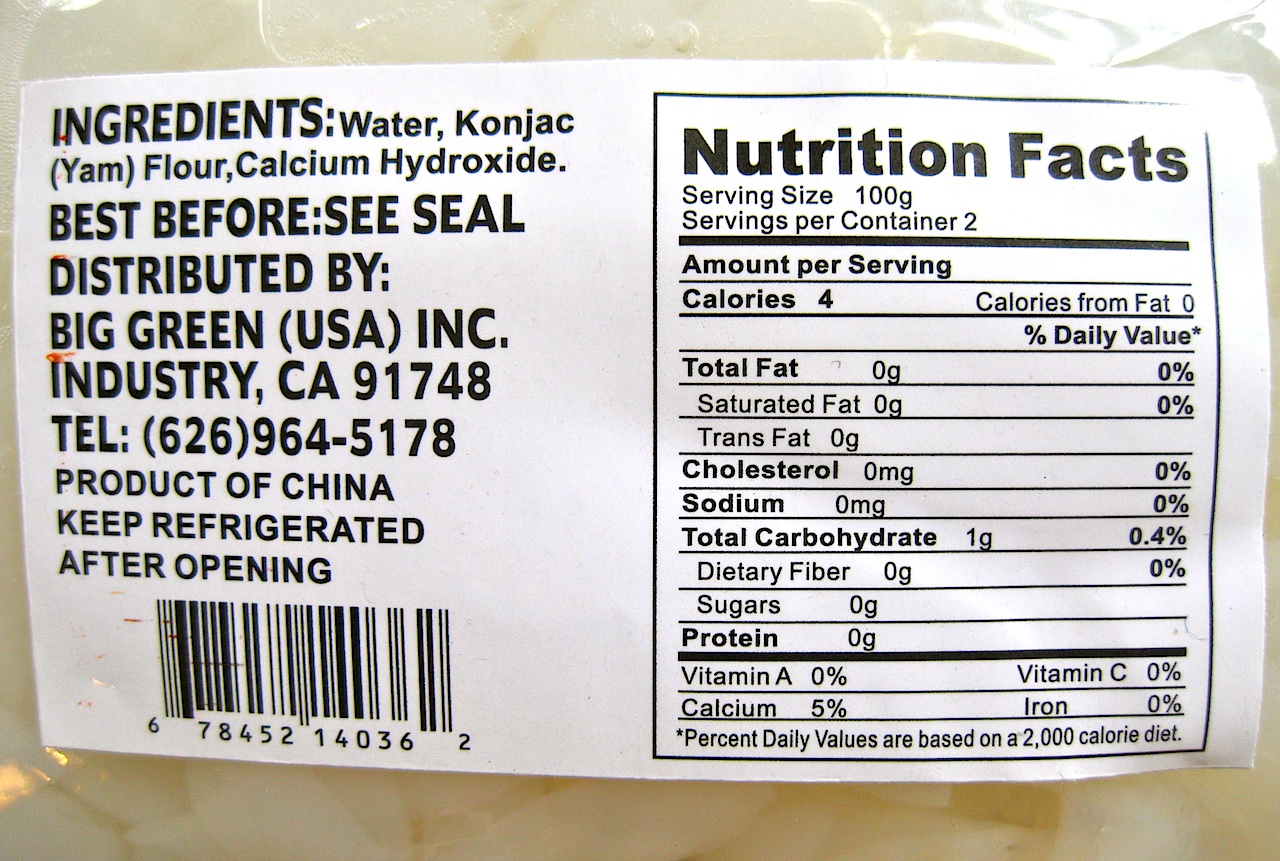 INGREDIENTS:Water, Konjac
(Yam) Flour,Calcium Hydroxide.
BEST BEFORE:SEE SEAL
DISTRIBUTED BY:
BIG GREEN (USA) INC.
INDUSTRY, CA 91748
TEL: (626)964-5178
PRODUCT OF CHINA
KEEP REFRIGERATED
AFTER OPENING
6 78452 14036 2
Nutrition Facts
Serving Size 100g
Servings per Container 2
Amount per Serving
Calories 4 Calories from Fat 0
% Daily Value*
Total Fat 0g 0%
Saturated Fat 0g 0%
Trans Fat 0g
Cholesterol 0mg 0%
Sodium 0mg 0%
Total Carbohydrate 1g 0.4%
Dietary Fiber 0g 0%
Sugars 0g
Protein 0g
Vitamin A 0% Vitamin C 0%
Calcium 5% Iron 0%
*Percent Daily Values are based on a 2,000 calorie diet.